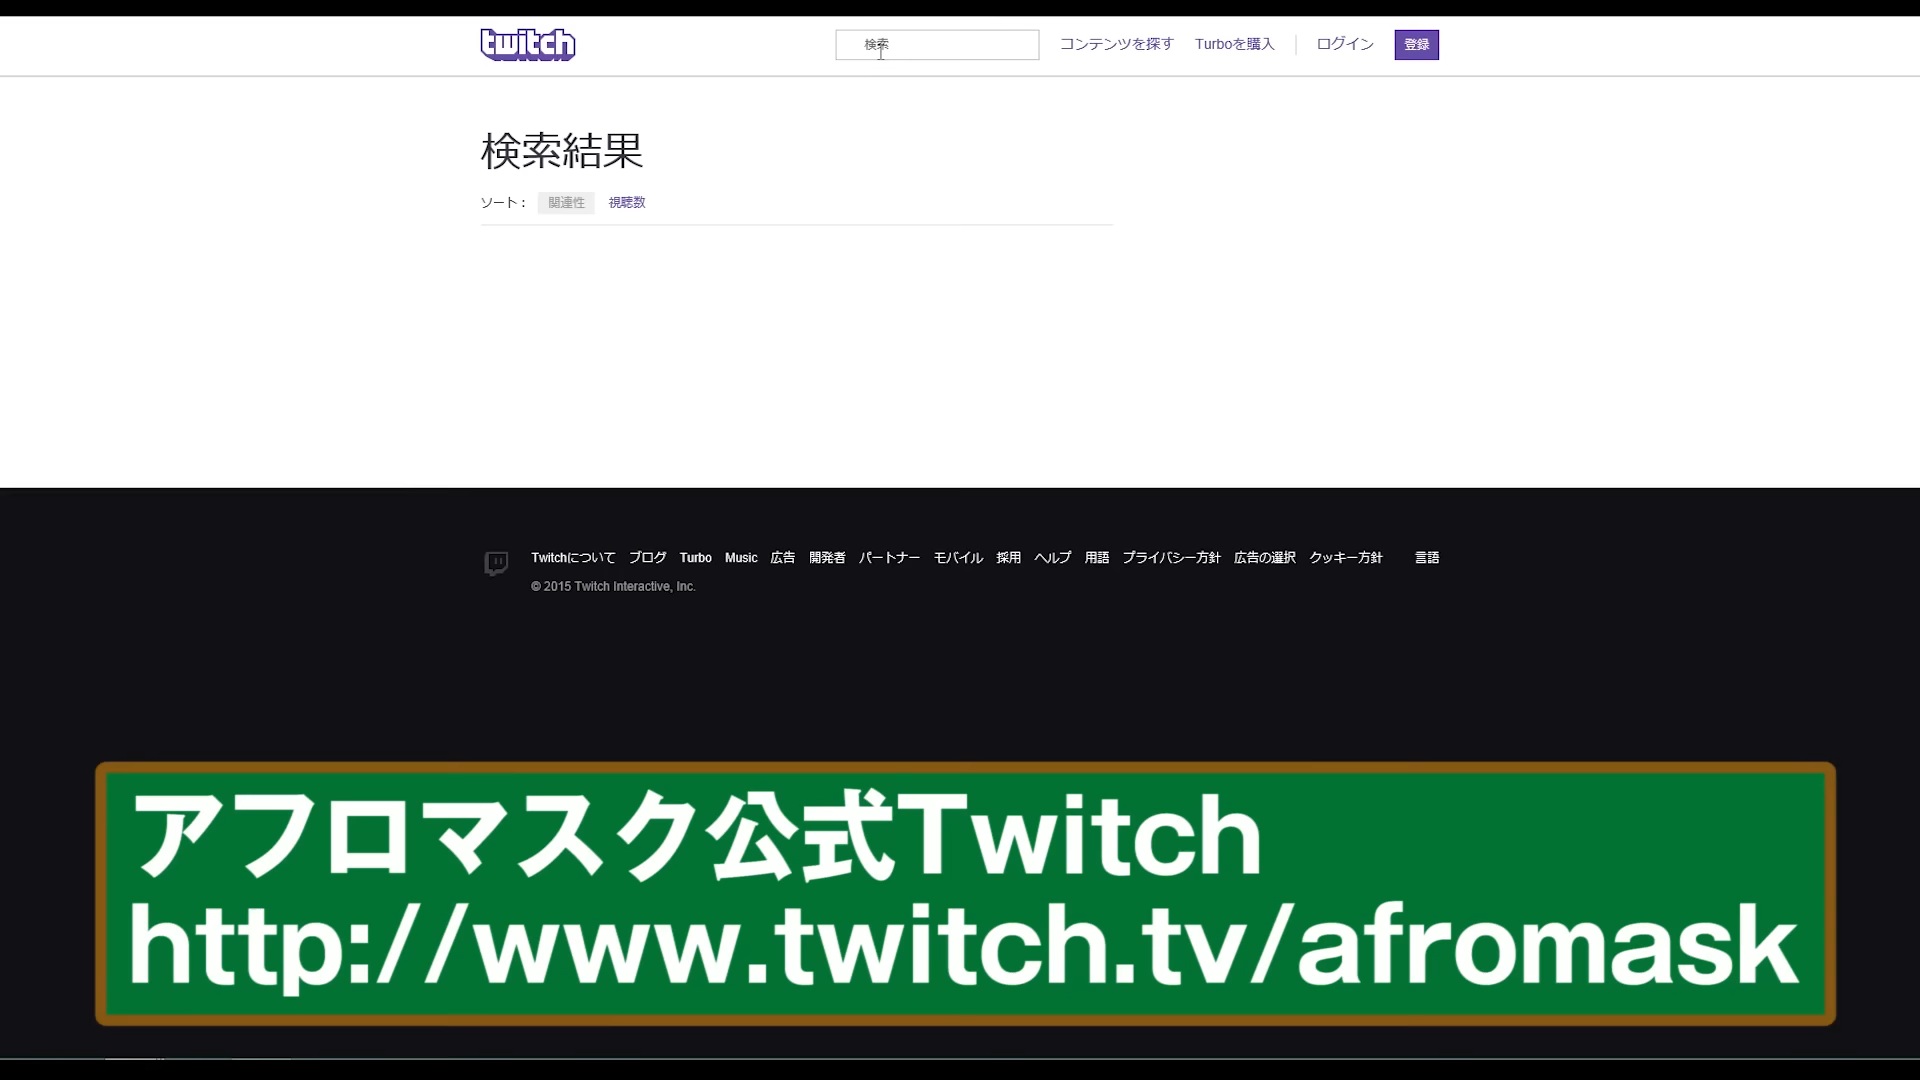 twitch
検索
コンテンツを探す Turboを購入 ログイン 登録
検索結果
ソート： 関連性 視聴数
Twitchについて ブログ Turbo Music 広告 開発者 パートナー モバイル 採用 ヘルプ 用語 プライバシー方針 広告の選択 クッキー方針 言語
© 2015 Twitch Interactive, Inc.
アフロマスク公式Twitch
http://www.twitch.tv/afromask